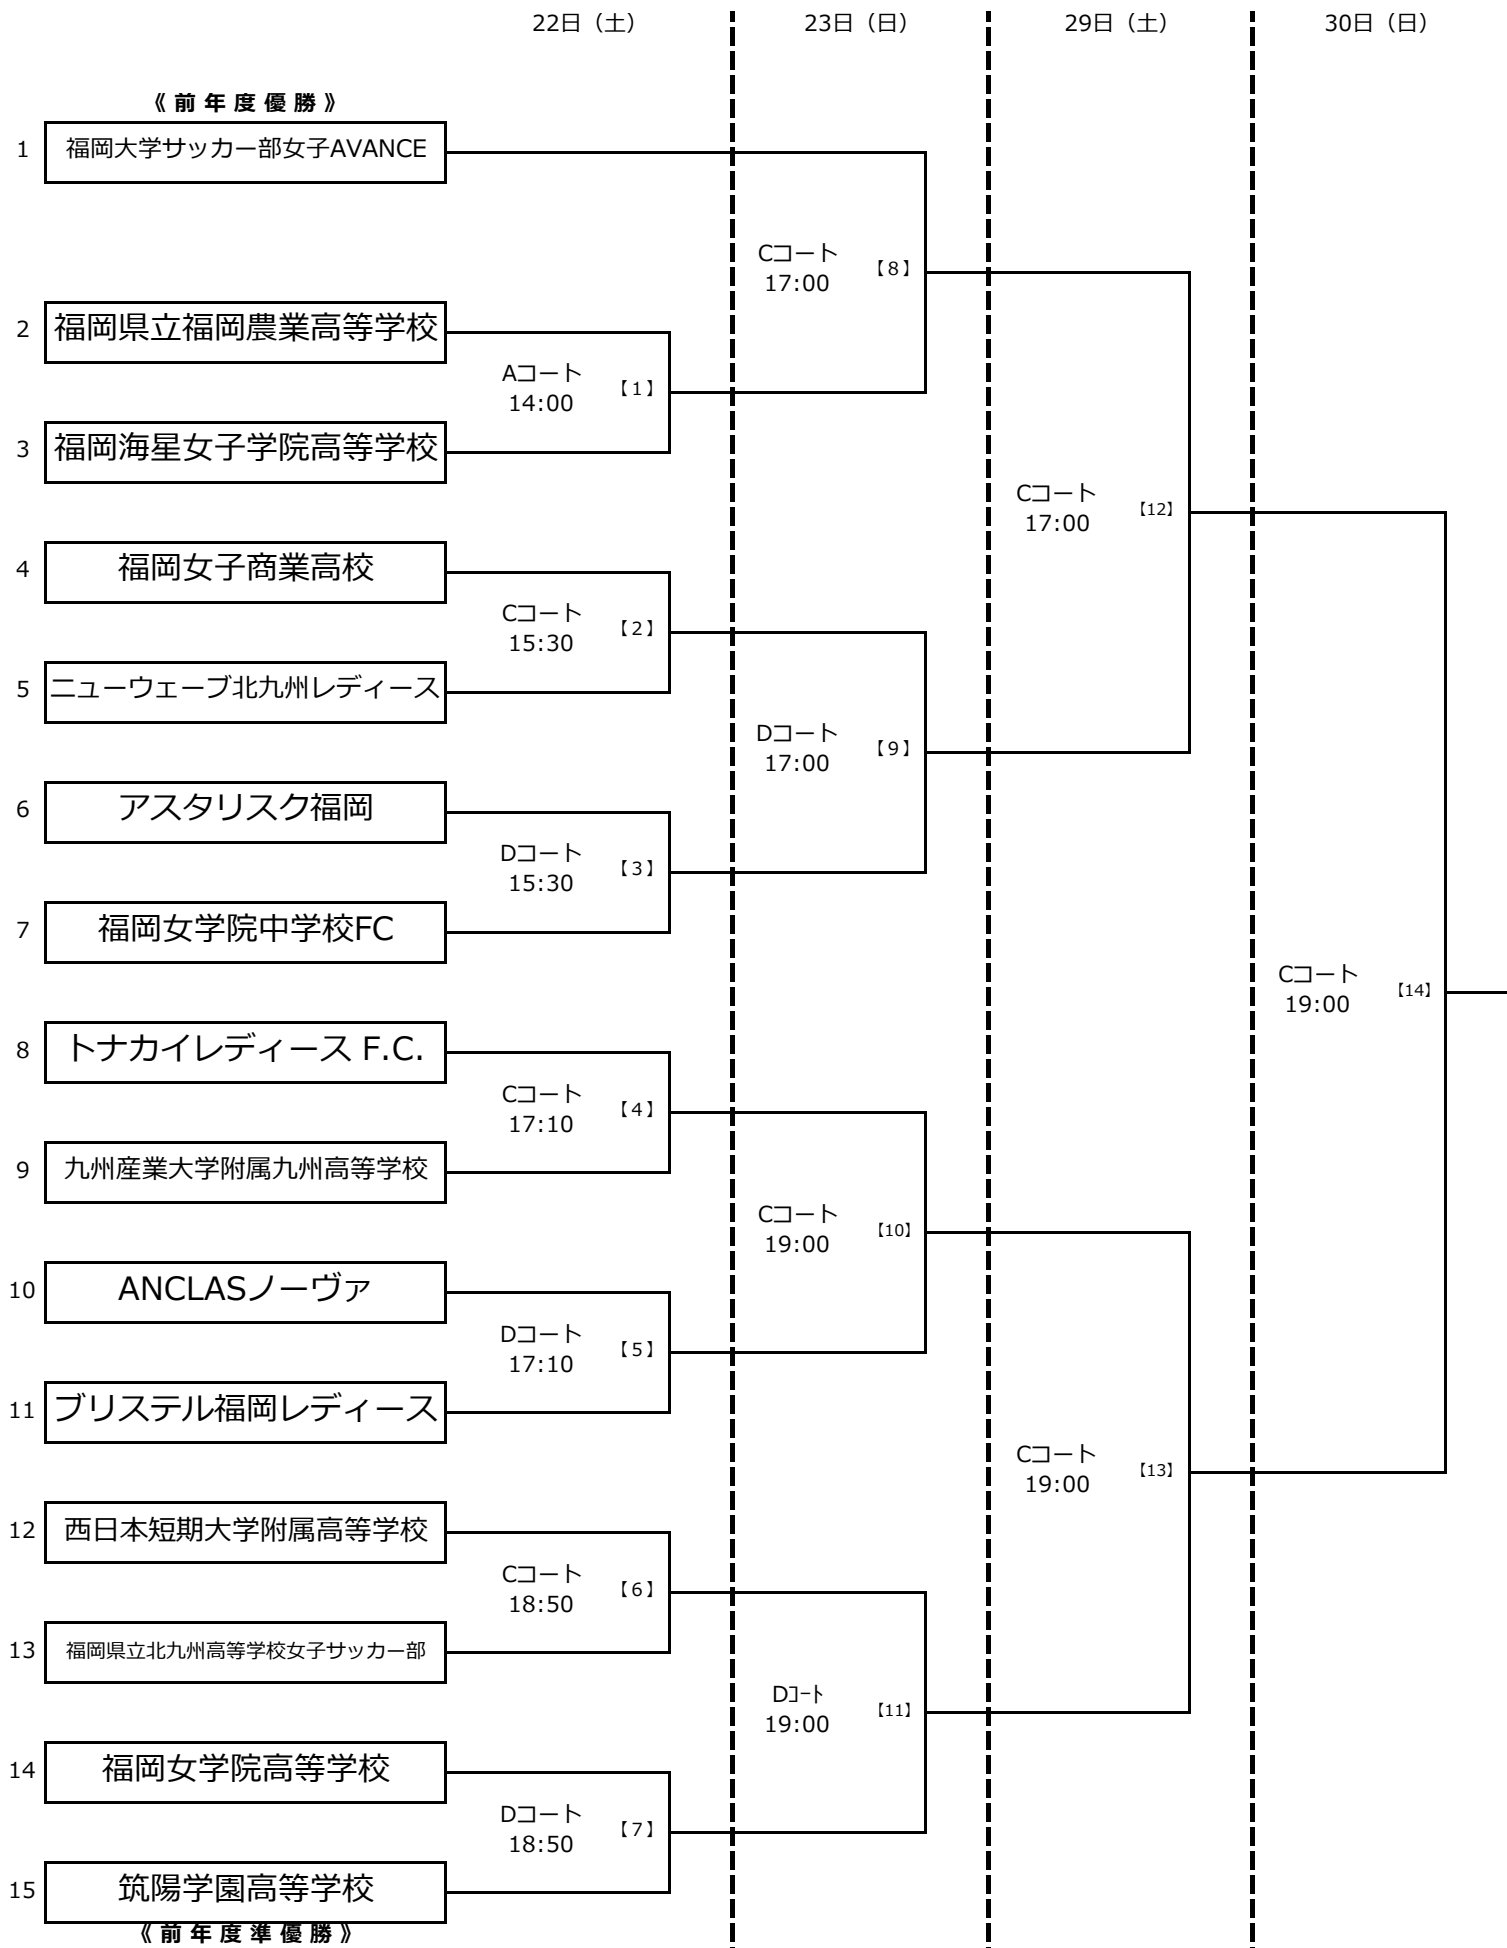 22日（土）
23日（日）
29日（土）
30日（日）
《 前 年 度 優 勝 》
1
福岡大学サッカー部女子AVANCE
Cコート
17:00
【8】
2
福岡県立福岡農業高等学校
Aコート
14:00
【1】
3
福岡海星女子学院高等学校
Cコート
17:00
【12】
4
福岡女子商業高校
Cコート
15:30
【2】
5
ニューウェーブ北九州レディース
Dコート
17:00
【9】
6
アスタリスク福岡
Dコート
15:30
【3】
7
福岡女学院中学校FC
Cコート
19:00
【14】
8
トナカイレディース F.C.
Cコート
17:10
【4】
9
九州産業大学附属九州高等学校
Cコート
19:00
【10】
10
ANCLASノーヴァ
Dコート
17:10
【5】
11
ブリステル福岡レディース
Cコート
19:00
【13】
12
西日本短期大学附属高等学校
Cコート
18:50
【6】
13
福岡県立北九州高等学校女子サッカー部
Dｺｰﾄ
19:00
【11】
14
福岡女学院高等学校
Dコート
18:50
【7】
15
筑陽学園高等学校
《 前 年 度 準 優 勝 》